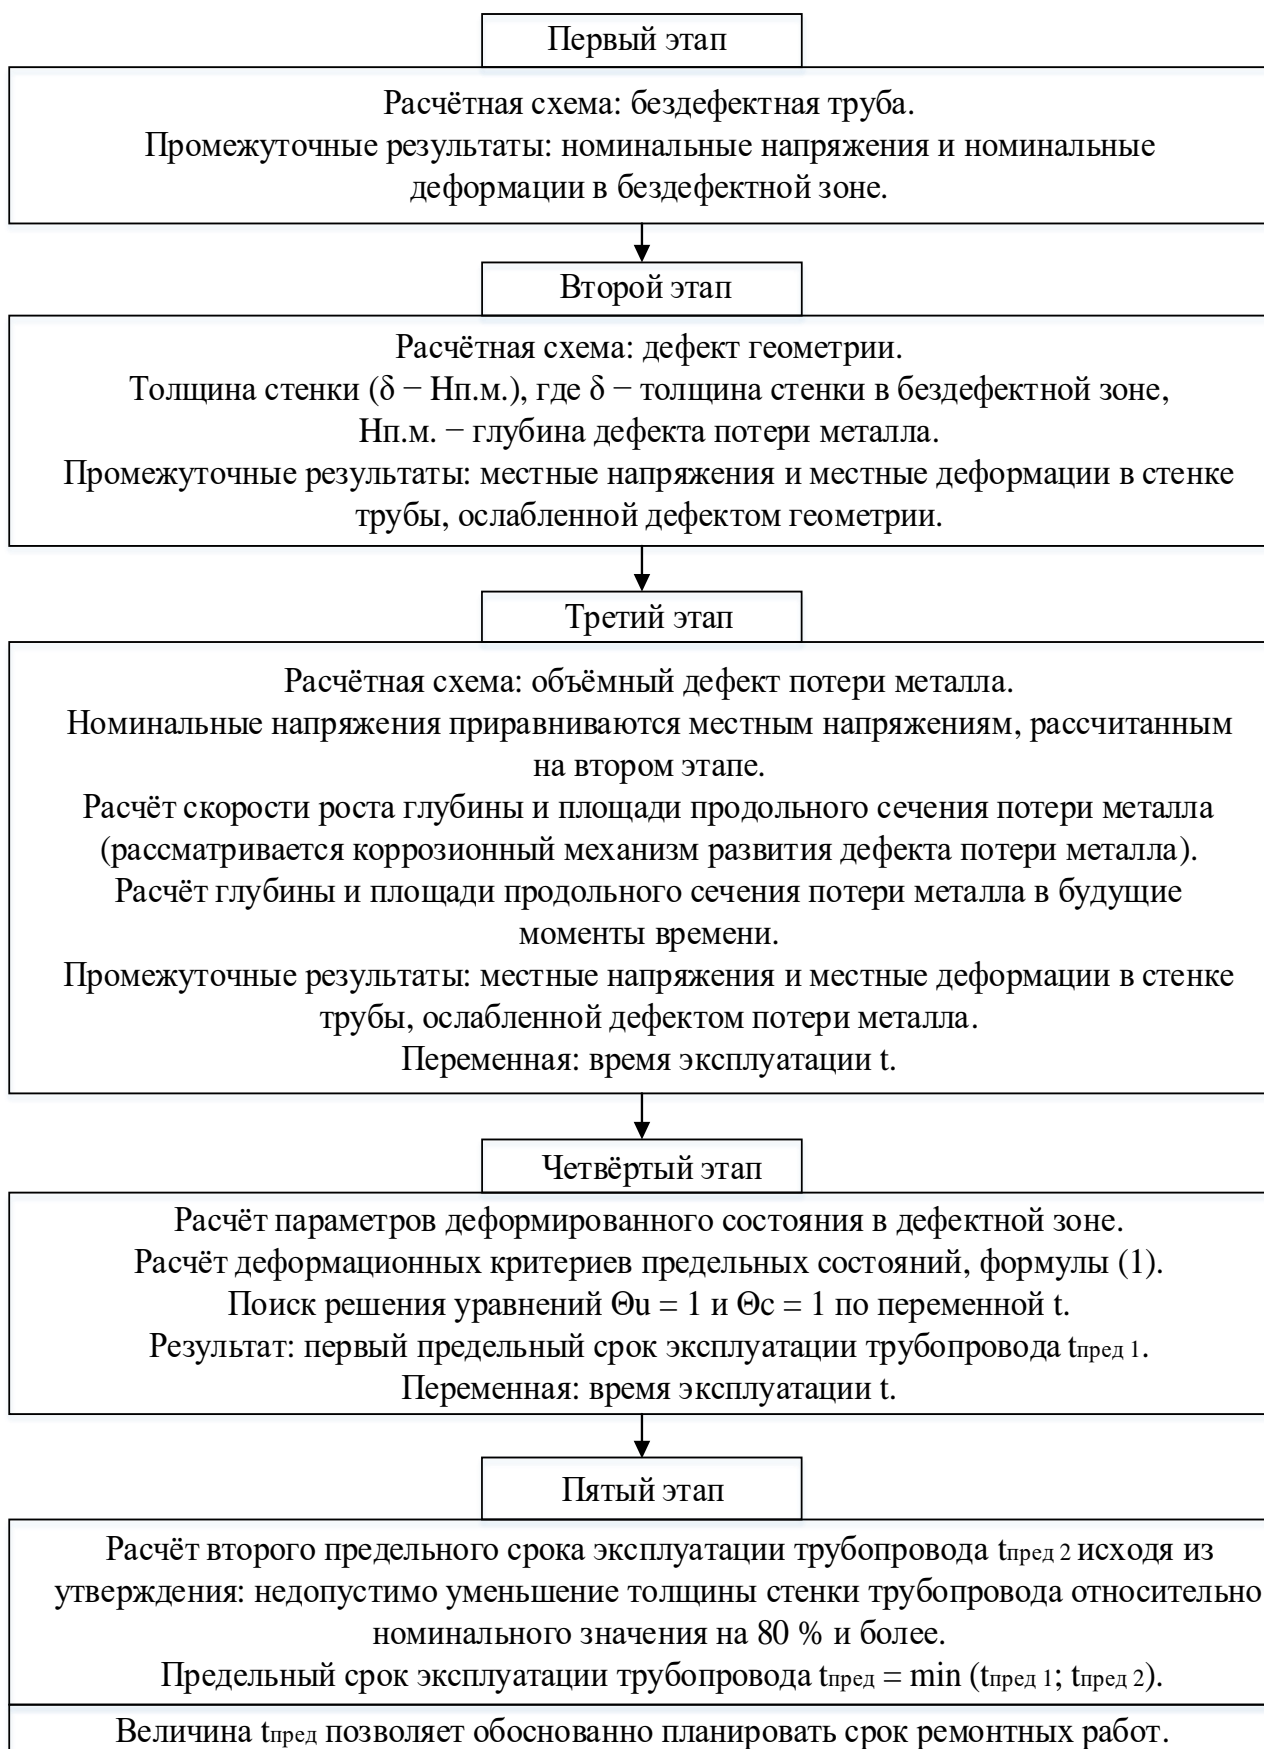 Первый этап
Расчётная схема: бездефектная труба.
Промежуточные результаты: номинальные напряжения и номинальные
деформации в бездефектной зоне.
Второй этап
Расчётная схема: дефект геометрии.
Толщина стенки (δ − Нп.м.), где δ − толщина стенки в бездефектной зоне,
Нп.м. − глубина дефекта потери металла.
Промежуточные результаты: местные напряжения и местные деформации в стенке
трубы, ослабленной дефектом геометрии.
Третий этап
Расчётная схема: объёмный дефект потери металла.
Номинальные напряжения приравниваются местным напряжениям, рассчитанным
на втором этапе.
Расчёт скорости роста глубины и площади продольного сечения потери металла
(рассматривается коррозионный механизм развития дефекта потери металла).
Расчёт глубины и площади продольного сечения потери металла в будущие
моменты времени.
Промежуточные результаты: местные напряжения и местные деформации в стенке
трубы, ослабленной дефектом потери металла.
Переменная: время эксплуатации t.
Четвёртый этап
Расчёт параметров деформированного состояния в дефектной зоне.
Расчёт деформационных критериев предельных состояний, формулы (1).
Поиск решения уравнений Θu = 1 и Θc = 1 по переменной t.
Результат: первый предельный срок эксплуатации трубопровода tпред 1.
Переменная: время эксплуатации t.
Пятый этап
Расчёт второго предельного срока эксплуатации трубопровода tпред 2 исходя из
утверждения: недопустимо уменьшение толщины стенки трубопровода относительно
номинального значения на 80 % и более.
Предельный срок эксплуатации трубопровода tпред = min (tпред 1; tпред 2).
Величина tпред позволяет обоснованно планировать срок ремонтных работ.